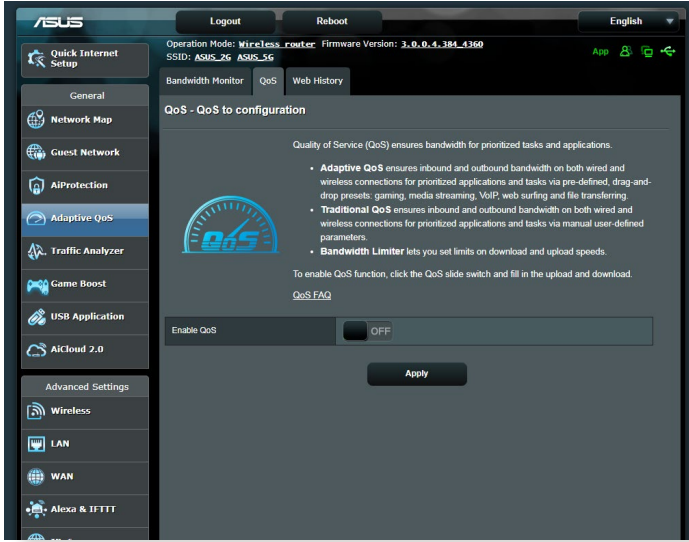 ASUS
Logout
Reboot
English
Quick Internet
Setup
Operation Mode: Wireless router Firmware Version: 3.0.0.4.384_4360
SSID: ASUS_2G ASUS_5G
App
Bandwidth Monitor
QoS
Web History
General
Network Map
Guest Network
AiProtection
Adaptive QoS
Traffic Analyzer
Game Boost
USB Application
AiCloud 2.0
Advanced Settings
Wireless
LAN
WAN
Alexa & IFTTT
QoS - QoS to configuration
Quality of Service (QoS) ensures bandwidth for prioritized tasks and applications.
• Adaptive QoS ensures inbound and outbound bandwidth on both wired and
wireless connections for prioritized applications and tasks via pre-defined, drag-and-
drop presets: gaming, media streaming, VoIP, web surfing and file transferring.
• Traditional QoS ensures inbound and outbound bandwidth on both wired and
wireless connections for prioritized applications and tasks via manual user-defined
parameters.
• Bandwidth Limiter lets you set limits on download and upload speeds.
To enable QoS function, click the QoS slide switch and fill in the upload and download.
QoS FAQ
QoS
Enable QoS
OFF
Apply